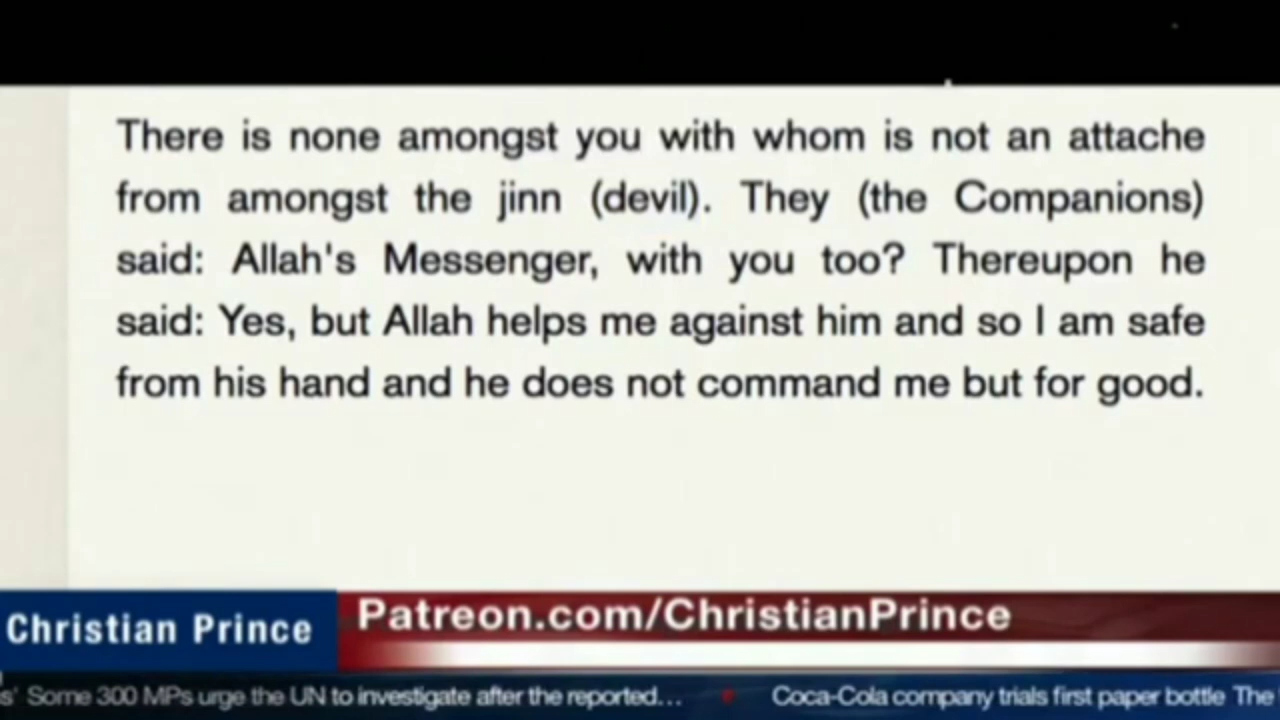 There is none amongst you with whom is not an attache
from amongst the jinn (devil). They (the Companions)
said: Allah's Messenger, with you too? Thereupon he
said: Yes, but Allah helps me against him and so I am safe
from his hand and he does not command me but for good.
Christian Prince
Patreon.com/ChristianPrince
s' Some 300 MPs urge the UN to investigate after the reported... Coca-Cola company trials first paper bottle The